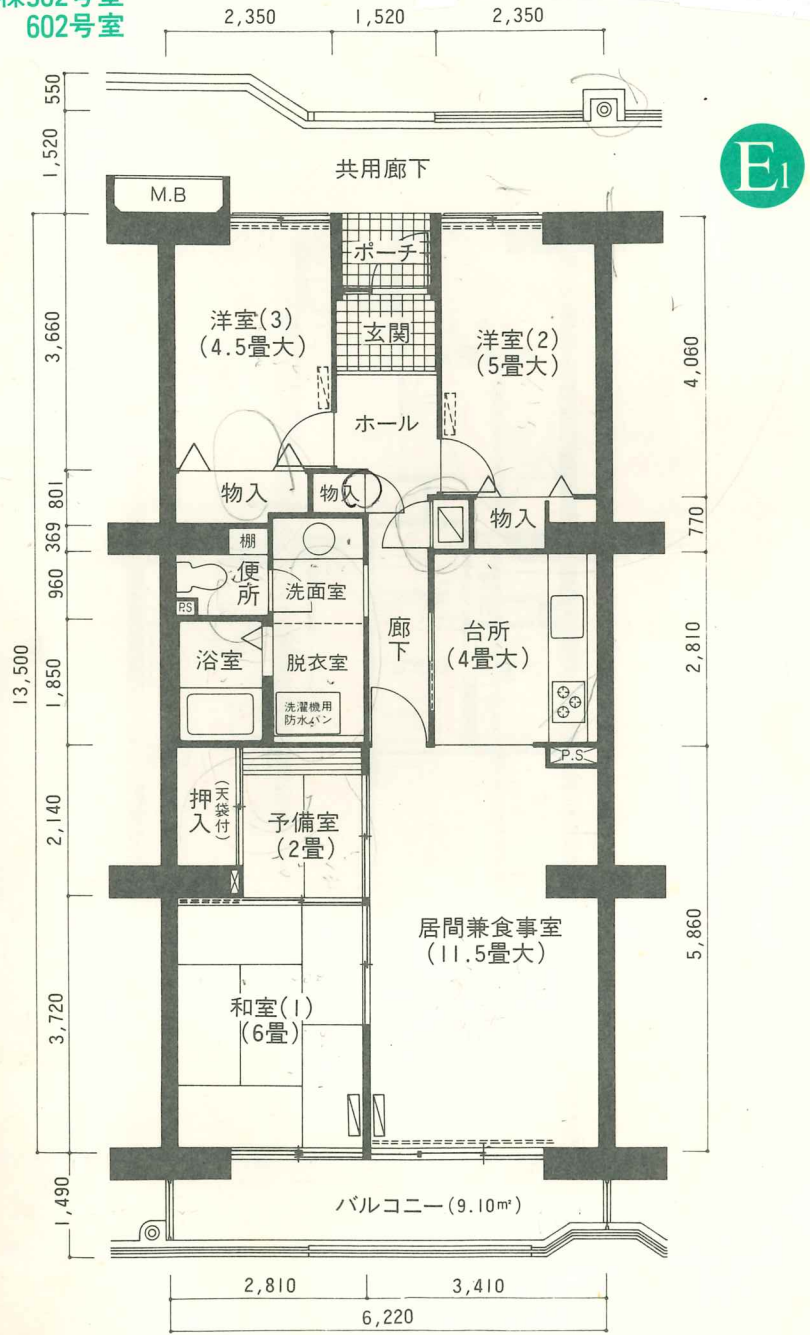 602号室
2,350
1,520
2,350
550
1,520
共用廊下
E1
M.B
ポーチ
洋室(3)
(4.5畳大)
玄関
洋室(2)
(5畳大)
3,660
4,060
ホール
物入
物入
物入
801
770
369
棚
便所
P.S
洗面室
960
廊下
台所
(4畳大)
2,810
浴室
脱衣室
洗濯機用
防水パン
13,500
1,850
P.S
押入
(天袋付)
予備室
(2畳)
2,140
居間兼食事室
(11.5畳大)
5,860
和室(1)
(6畳)
3,720
1,490
バルコニー(9.10㎡)
2,810
3,410
6,220